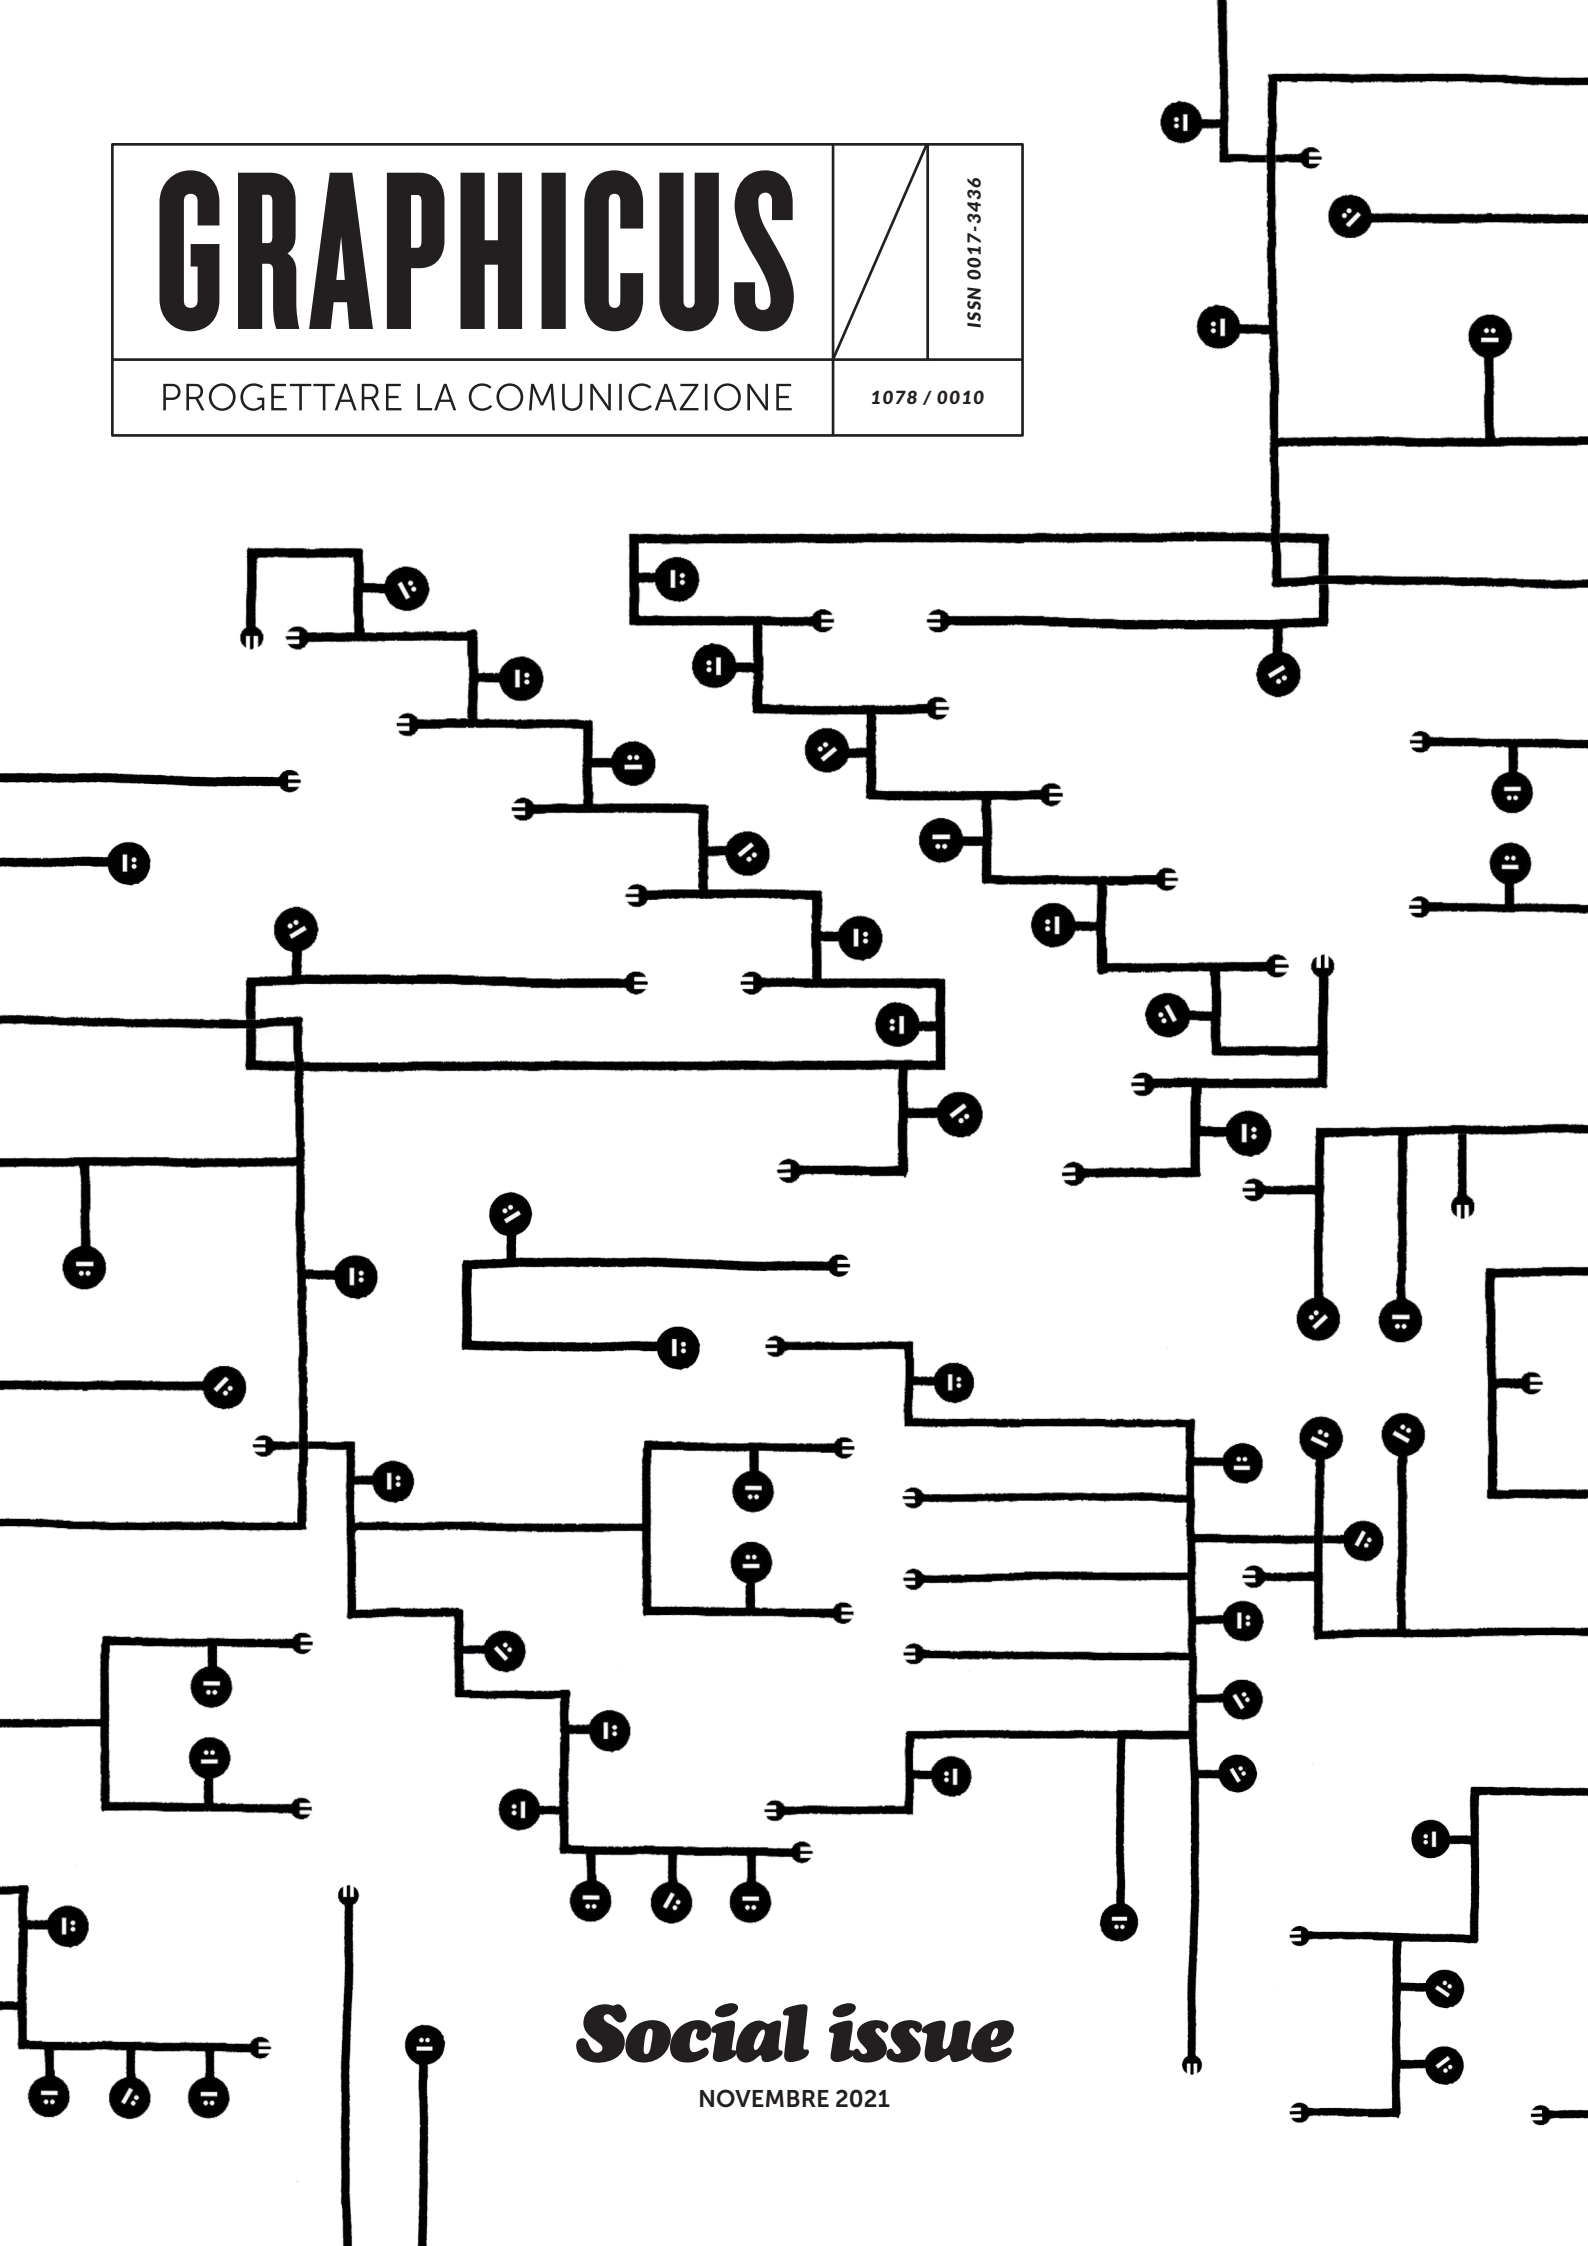 GRAPHICUS
ISSN 0017-3436
PROGETTARE LA COMUNICAZIONE
1078 / 0010
Social issue
NOVEMBRE 2021